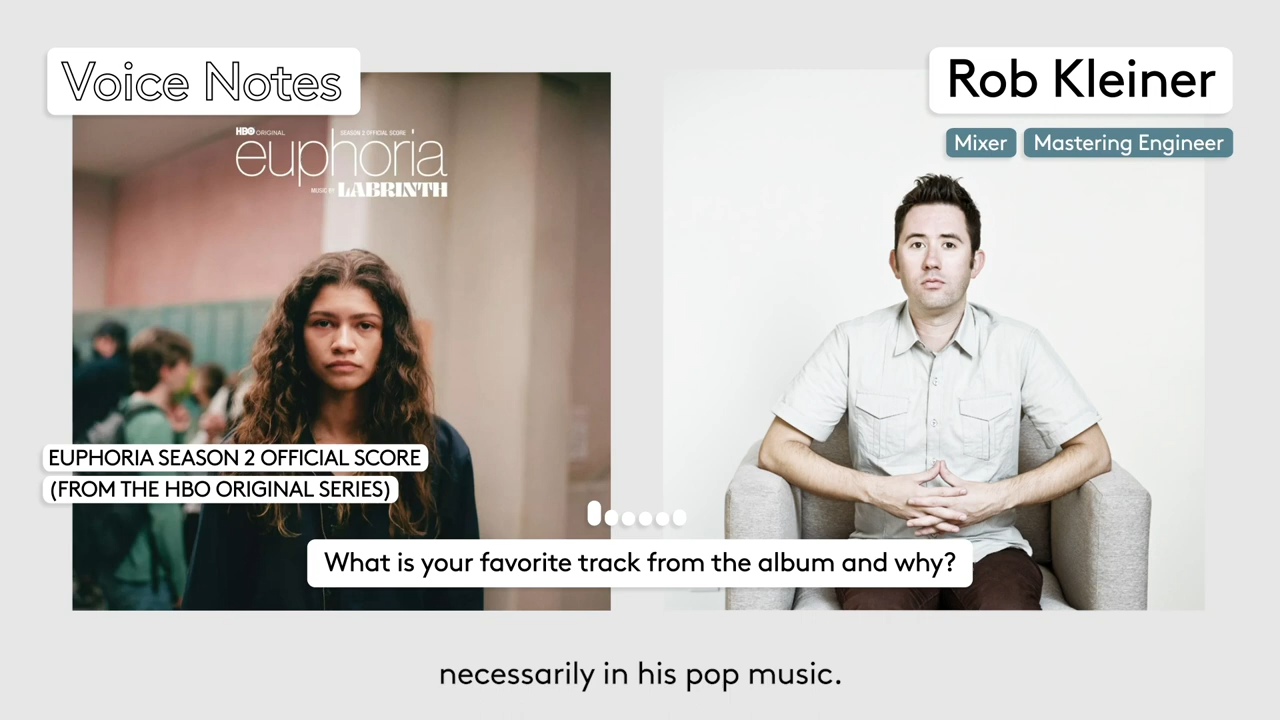 Voice Notes
Rob Kleiner
Mixer
Mastering Engineer
HBO ORIGINAL
SEASON 2 OFFICIAL SCORE
euphoria
MUSIC BY LABRINTH
EUPHORIA SEASON 2 OFFICIAL SCORE
(FROM THE HBO ORIGINAL SERIES)
What is your favorite track from the album and why?
necessarily in his pop music.